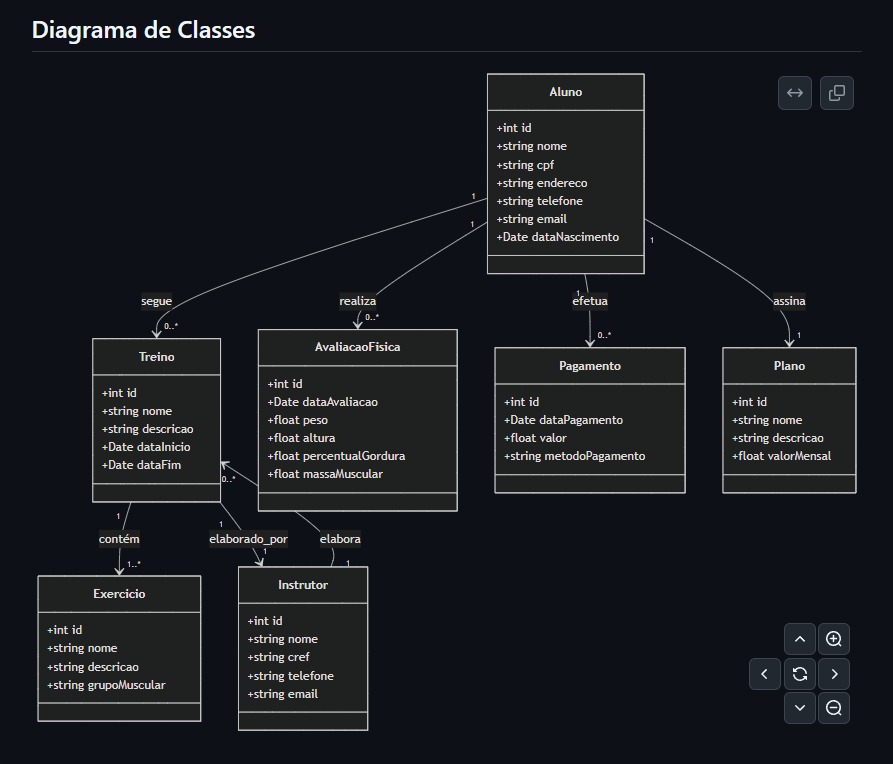 Diagrama de Classes
Aluno
+int id
+string nome
+string cpf
+string endereco
+string telefone
+string email
+Date dataNascimento
1
1
1
1
segue
realiza
efetua
assina
0..*
0..*
0..*
1
Treino
+int id
+string nome
+string descricao
+Date dataInicio
+Date dataFim
AvaliacaoFisica
+int id
+Date dataAvaliacao
+float peso
+float altura
+float percentualGordura
+float massaMuscular
Pagamento
+int id
+Date dataPagamento
+float valor
+string metodoPagamento
Plano
+int id
+string nome
+string descricao
+float valorMensal
0..*
1
1
contém
elaborado_por
elabora
1..*
1
1
Exercicio
+int id
+string nome
+string descricao
+string grupoMuscular
Instrutor
+int id
+string nome
+string cref
+string telefone
+string email